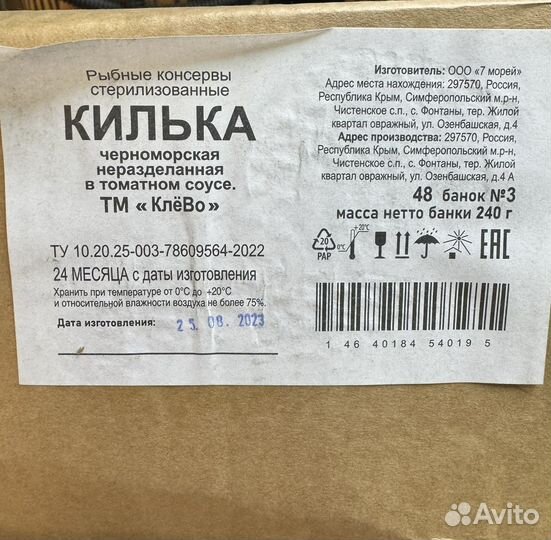 Рыбные консервы
стерилизованные
КИЛЬКА
черноморская
неразделанная
в томатном соусе.
ТМ « КлёВо »
ТУ 10.20.25-003-78609564-2022
24 МЕСЯЦА с даты изготовления
Хранить при температуре от 0°С до +20°С
и относительной влажности воздуха не более 75%.
Дата изготовления: 25. 08. 2023
Изготовитель: ООО «7 морей»
Адрес места нахождения: 297570, Россия,
Республика Крым, Симферопольский м.р-н,
Чистенское с.п., с. Фонтаны, тер. Жилой
квартал овражный, ул. Озенбашская, д.4
Адрес производства: 297570, Россия,
Республика Крым, Симферопольский м.р-н,
Чистенское с.п., с. Фонтаны, тер. Жилой
квартал овражный, ул. Озенбашская, д.4 А
48 банок №3
масса нетто банки 240 г
20
PAP
0°C
+20°C
ЕАС
1 46 40184 54019 5
Avito